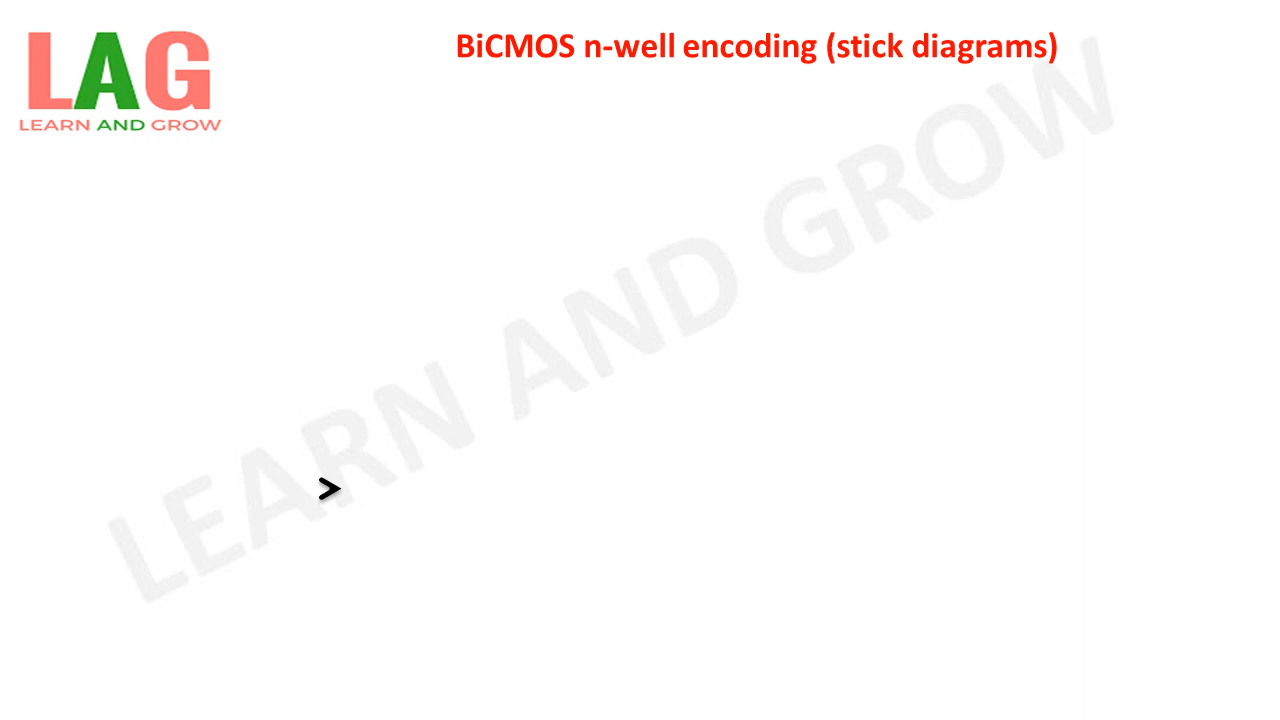 BiCMOS n-well encoding (stick diagrams)
LAG
LEARN AND GROW
LEARN AND GROW
>